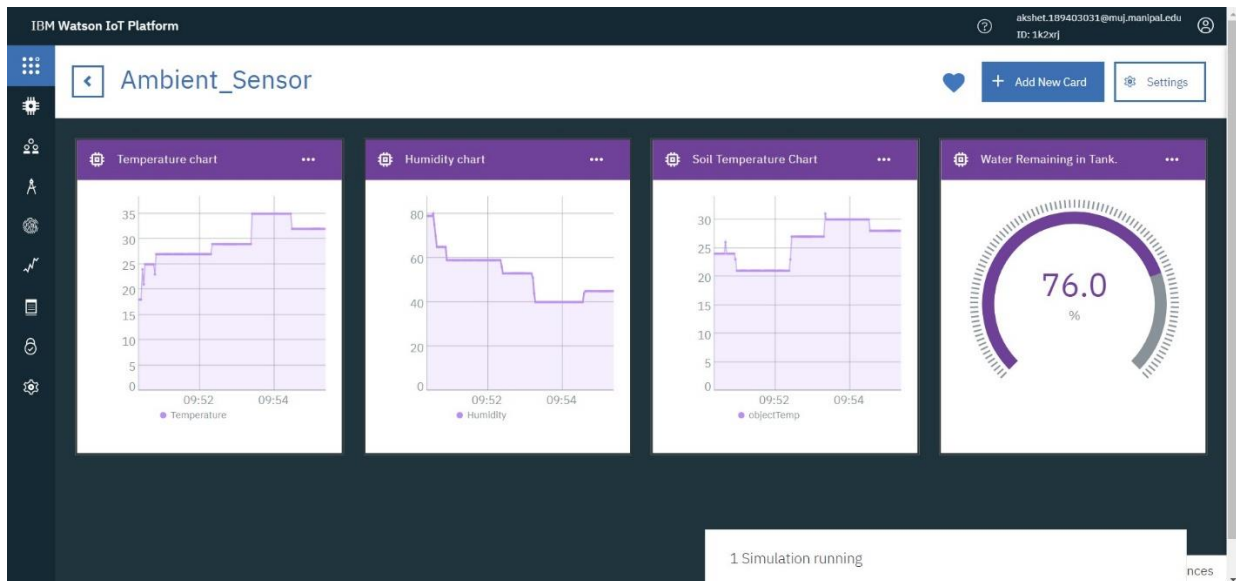 IBM Watson IoT Platform
akshet.189403031@muj.manipal.edu
ID: 1k2xrj
Ambient_Sensor
+ Add New Card
Settings
Temperature chart
35
30
25
20
15
10
5
0
09:52 09:54
Temperature
Humidity chart
80
60
40
20
0
09:52 09:54
Humidity
Soil Temperature Chart
30
25
20
15
10
5
0
09:52 09:54
objectTemp
Water Remaining in Tank.
76.0
%
1 Simulation running
nces